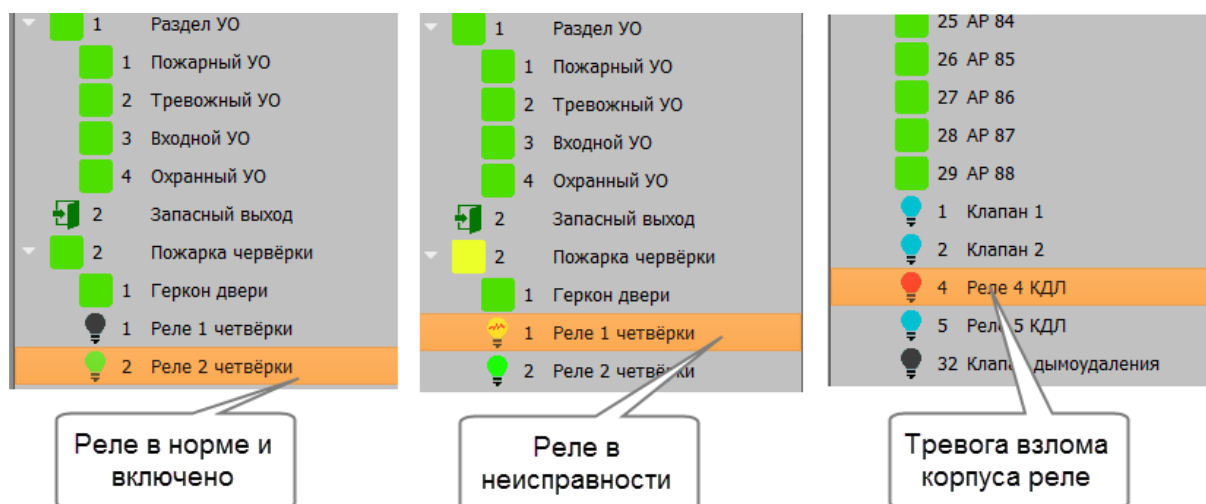 1 Раздел УО
1 Пожарный УО
2 Тревожный УО
3 Входной УО
4 Охранный УО
2 Запасный выход
2 Пожарка червёрки
1 Геркон двери
1 Реле 1 четвёрки
2 Реле 2 четвёрки
Реле в норме и
включено
1 Раздел УО
1 Пожарный УО
2 Тревожный УО
3 Входной УО
4 Охранный УО
2 Запасный выход
2 Пожарка червёрки
1 Геркон двери
1 Реле 1 четвёрки
2 Реле 2 четвёрки
Реле в
неисправности
25 АР 84
26 АР 85
27 АР 86
28 АР 87
29 АР 88
1 Клапан 1
2 Клапан 2
4 Реле 4 КДЛ
5 Реле 5 КДЛ
32 Клапан дымоудаления
Тревога взлома
корпуса реле